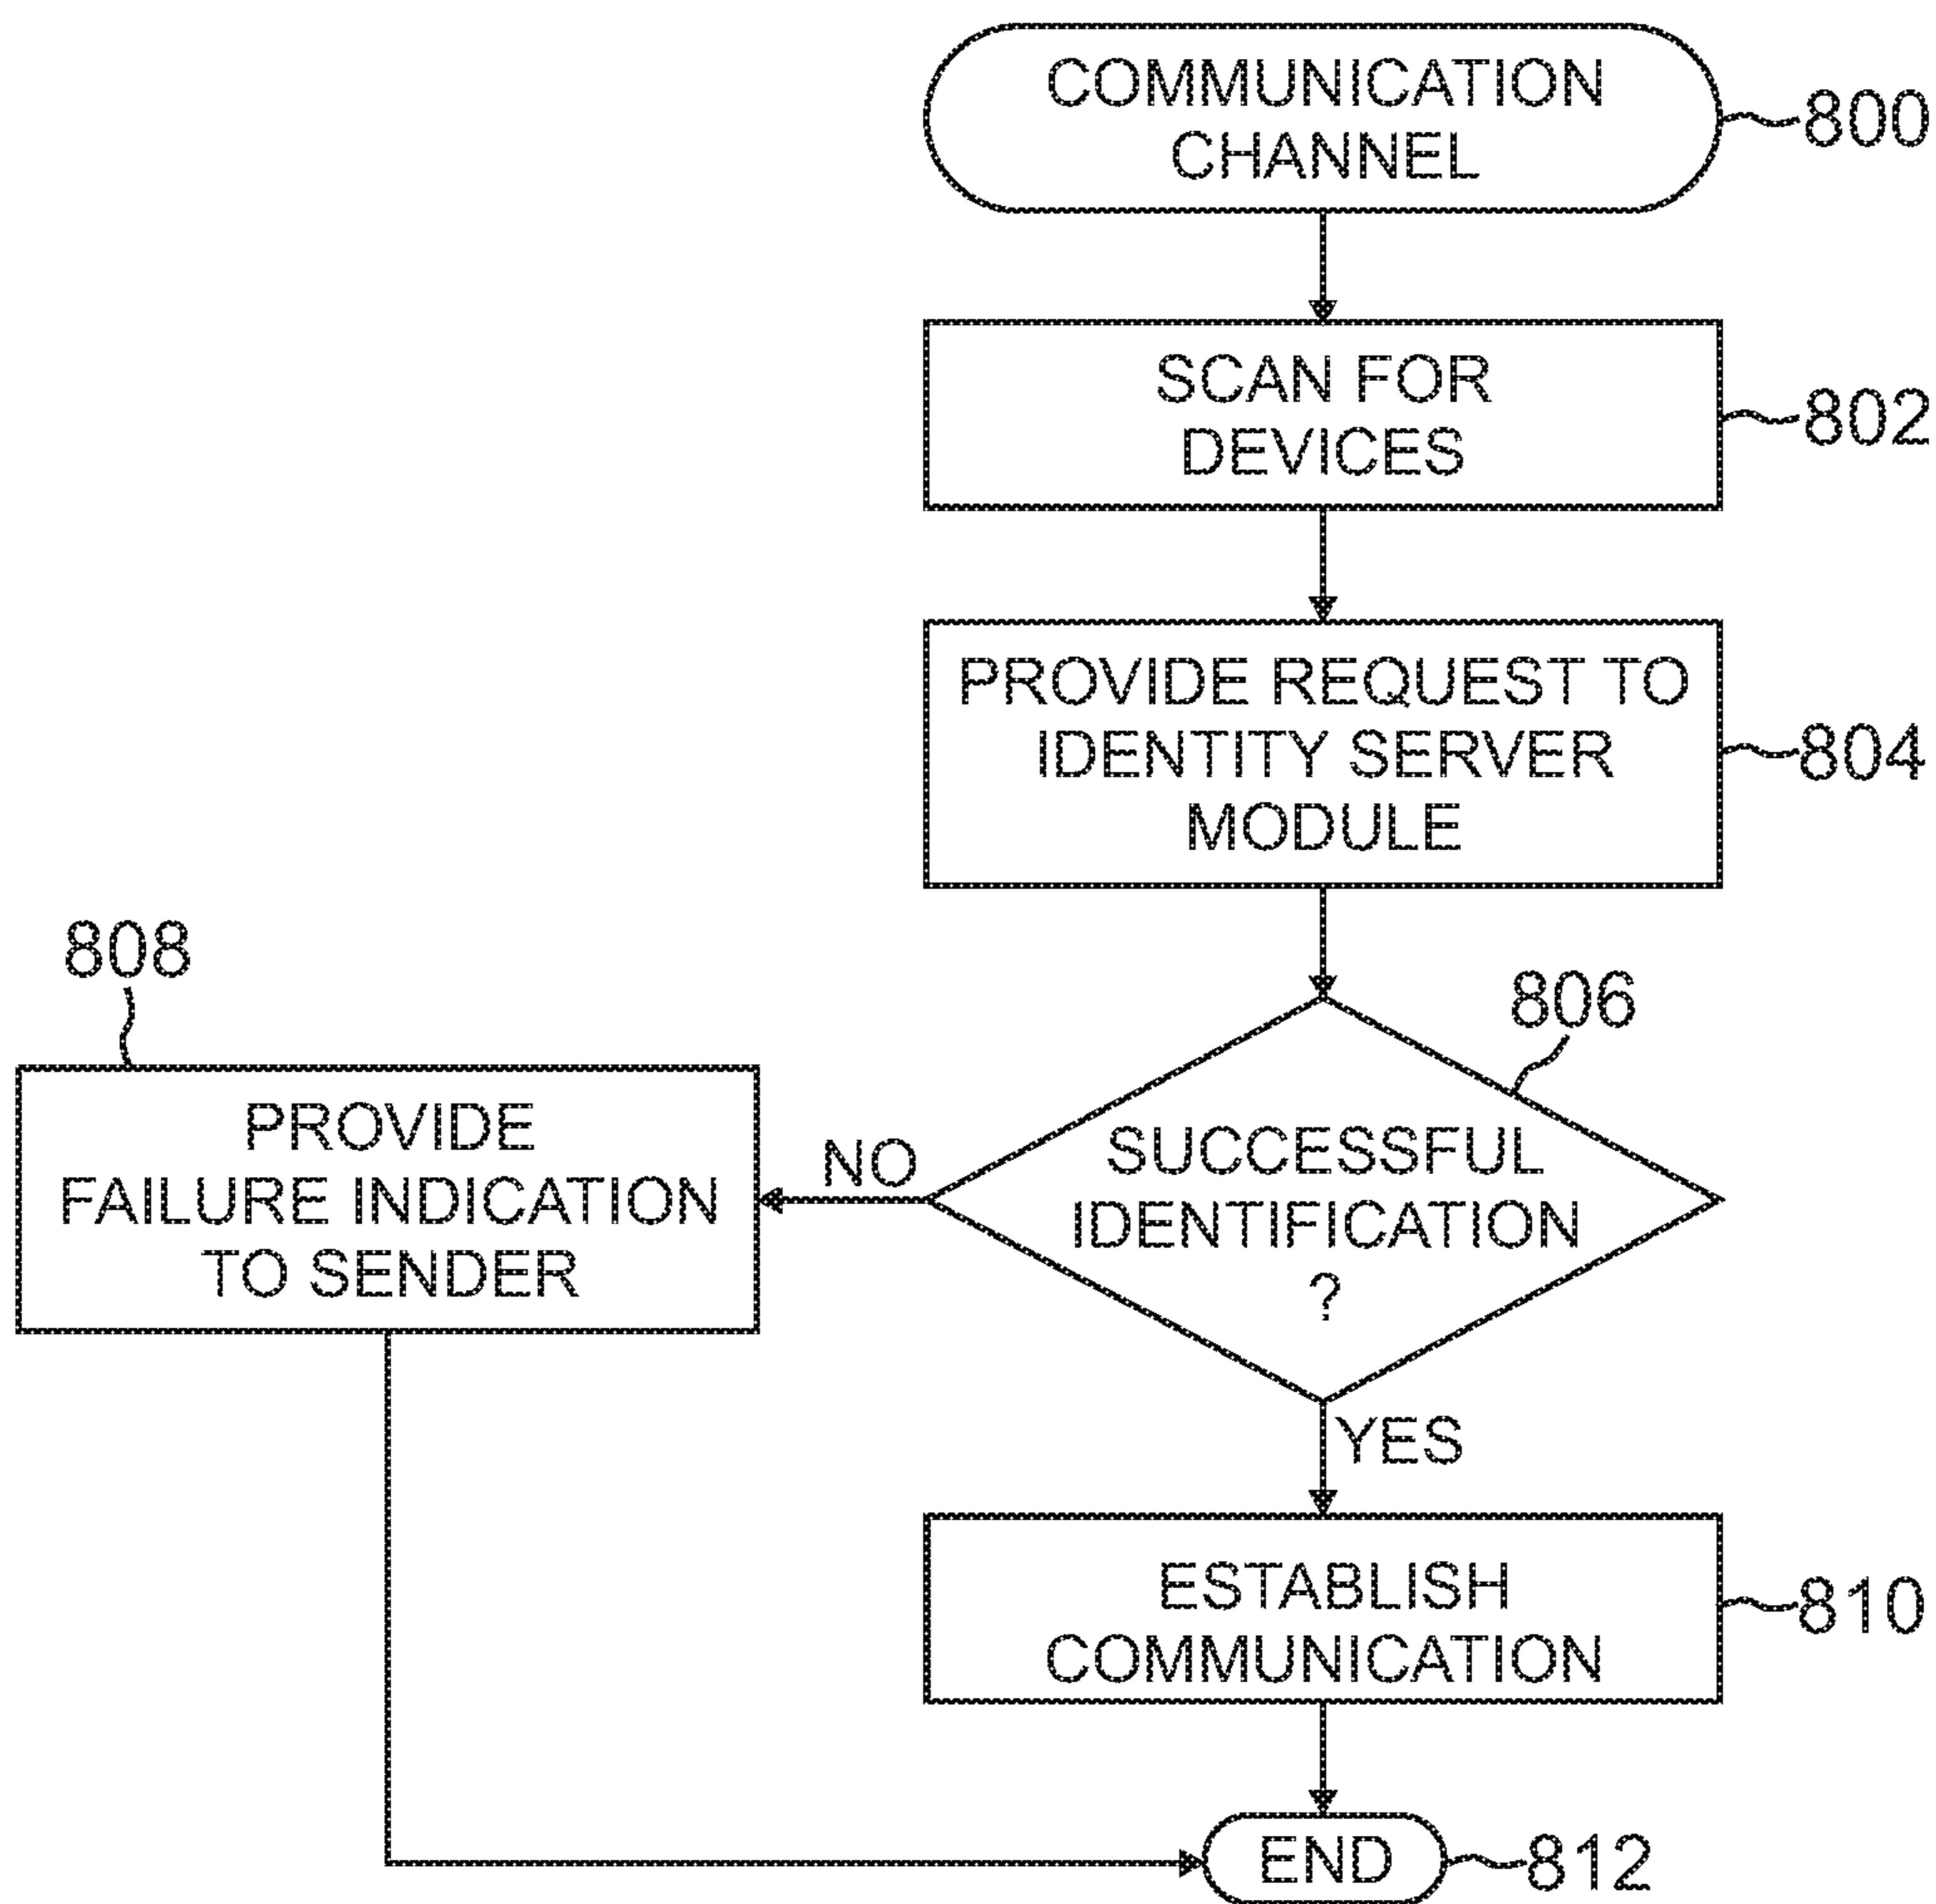 COMMUNICATION
CHANNEL
800
SCAN FOR
DEVICES
802
PROVIDE REQUEST TO
IDENTITY SERVER
MODULE
804
808
806
PROVIDE
FAILURE INDICATION
TO SENDER
NO
SUCCESSFUL
IDENTIFICATION
?
YES
ESTABLISH
COMMUNICATION
810
END
812